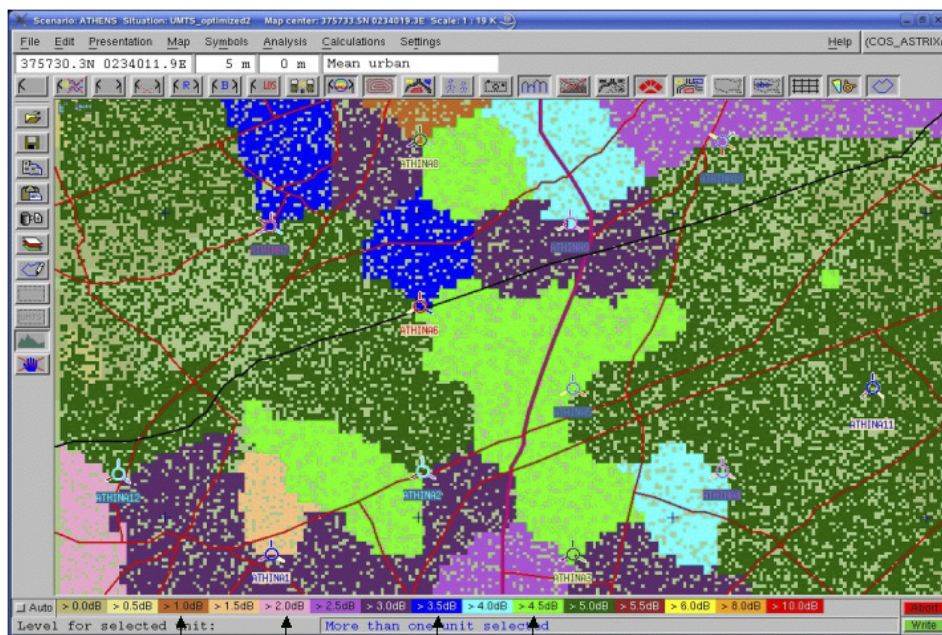 Scenario: ATHENS Situation: UMTS_optimized2 Map center: 375733.5N 0234019.3E Scale: 1 : 19 K
File Edit Presentation Map Symbols Analysis Calculations Settings Help (COS_ASTRIX
375730.3N 0234011.9E 5 m 0 m Mean urban
R B LOS
ATHINA8
ATHINA6
ATHINA11
ATHINA12 ATHINA2
ATHINA1 ATHINA3
UMTS
Auto > 0.0dB > 0.5dB > 1.0dB > 1.5dB > 2.0dB > 2.5dB > 3.0dB > 3.5dB > 4.0dB > 4.5dB > 5.0dB > 5.5dB > 6.0dB > 8.0dB > 10.0dB Abort
Level for selected unit: More than one unit selected Write